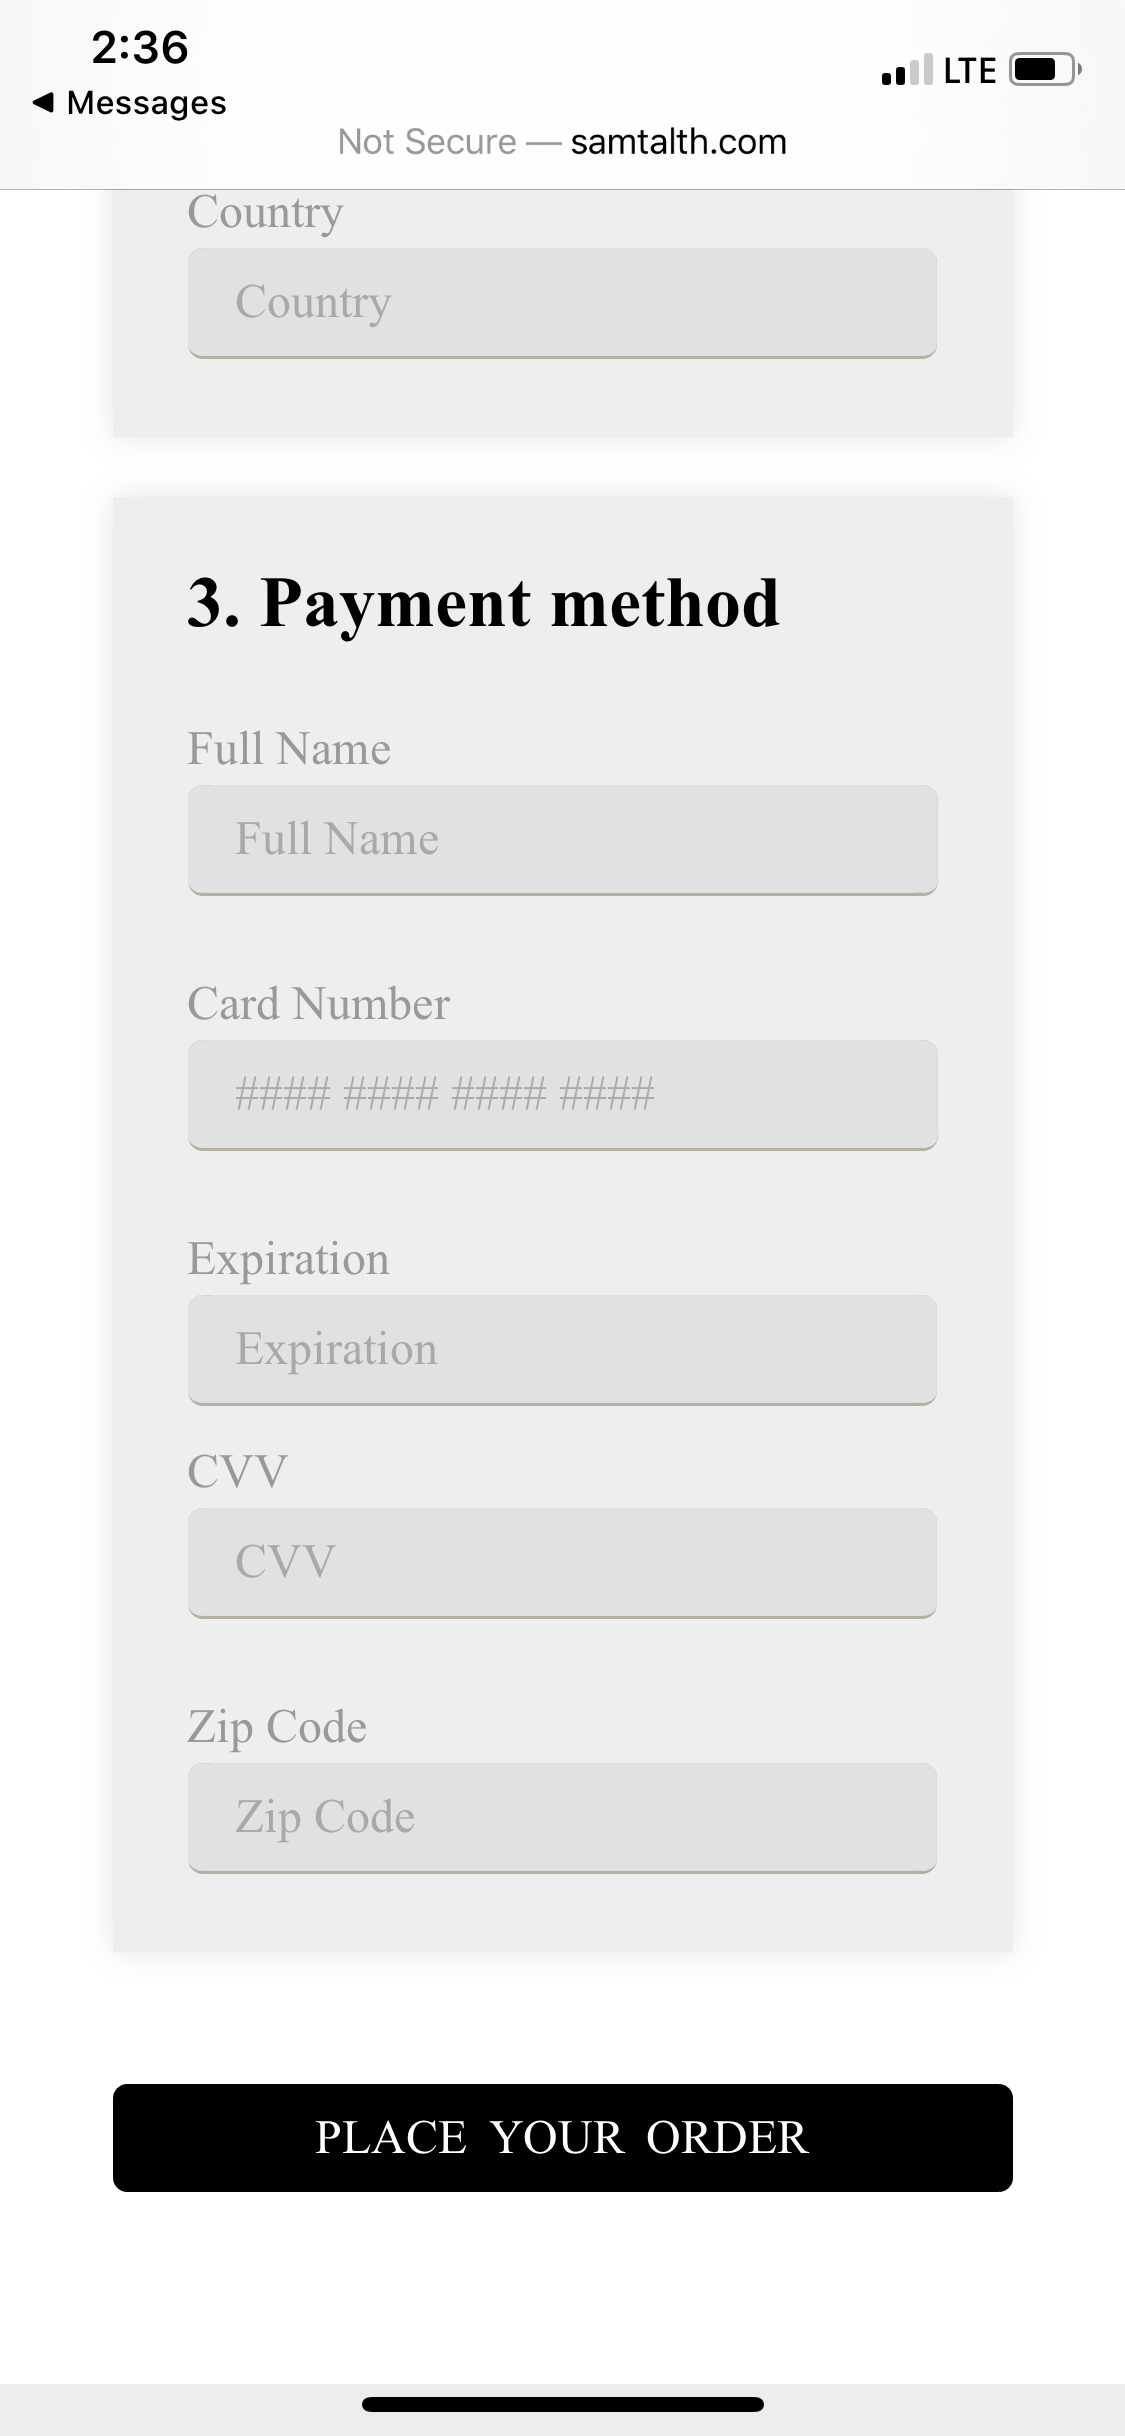 2:36
LTE
◀ Messages
Not Secure — samtalth.com
Country
Country
3. Payment method
Full Name
Full Name
Card Number
#### #### #### ####
Expiration
Expiration
CVV
CVV
Zip Code
Zip Code
PLACE YOUR ORDER